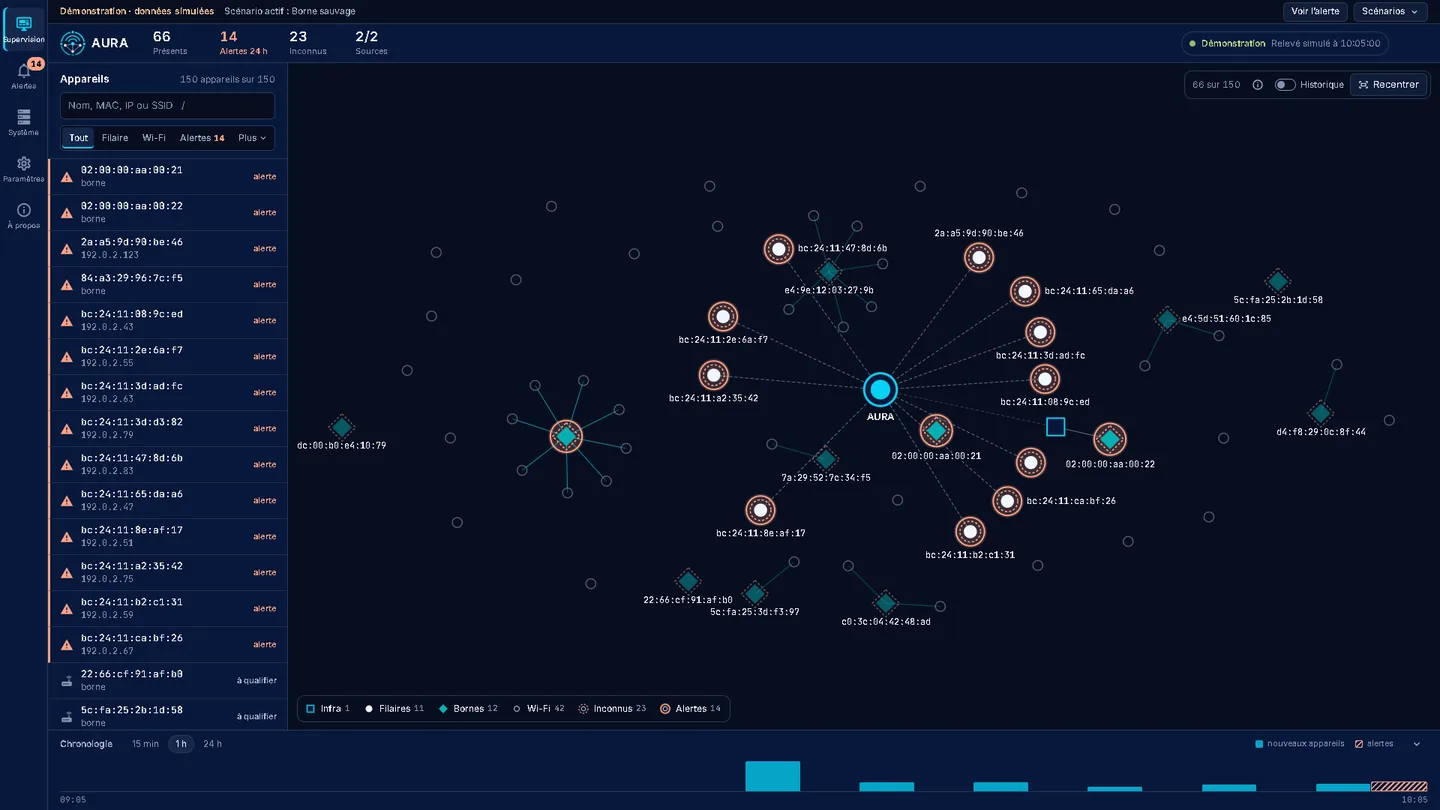 Démonstration · données simulées Scénario actif : Borne sauvage Voir l'alerte Scénarios
Supervision
14
Alertes
Système
Paramètres
À propos
AURA
66 Présents
14 Alertes 24 h
23 Inconnus
2/2 Sources
Démonstration Relevé simulé à 10:05:00
Appareils 150 appareils sur 150
Nom, MAC, IP ou SSID /
Tout Filaire Wi-Fi Alertes 14 Plus
02:00:00:aa:00:21 alerte
borne
02:00:00:aa:00:22 alerte
borne
2a:a5:9d:90:be:46 alerte
192.0.2.123
84:a3:29:96:7c:f5 alerte
borne
bc:24:11:08:9c:ed alerte
192.0.2.43
bc:24:11:2e:6a:f7 alerte
192.0.2.55
bc:24:11:3d:ad:fc alerte
192.0.2.63
bc:24:11:3d:d3:82 alerte
192.0.2.79
bc:24:11:47:8d:6b alerte
192.0.2.83
bc:24:11:65:da:a6 alerte
192.0.2.47
bc:24:11:8e:af:17 alerte
192.0.2.51
bc:24:11:a2:35:42 alerte
192.0.2.75
bc:24:11:b2:c1:31 alerte
192.0.2.59
bc:24:11:ca:bf:26 alerte
192.0.2.67
22:66:cf:91:af:b0 à qualifier
borne
5c:fa:25:2b:1d:58 à qualifier
borne
66 sur 150 Historique Recentrer
2a:a5:9d:90:be:46
bc:24:11:47:8d:6b
e4:9e:12:03:27:9b
bc:24:11:65:da:a6
5c:fa:25:2b:1d:58
e4:5d:51:60:1c:85
bc:24:11:2e:6a:f7
bc:24:11:3d:ad:fc
bc:24:11:a2:35:42
bc:24:11:08:9c:ed
AURA
d4:f8:29:0c:8f:44
dc:00:b0:e4:10:79
02:00:00:aa:00:21
02:00:00:aa:00:22
7a:29:52:7c:34:f5
bc:24:11:ca:bf:26
bc:24:11:8e:af:17
bc:24:11:b2:c1:31
22:66:cf:91:af:b0
5c:fa:25:3d:f3:97
c0:3c:04:42:48:ad
Infra 1 Filaires 11 Bornes 12 Wi-Fi 42 Inconnus 23 Alertes 14
Chronologie 15 min 1 h 24 h nouveaux appareils alertes
09:05 10:05